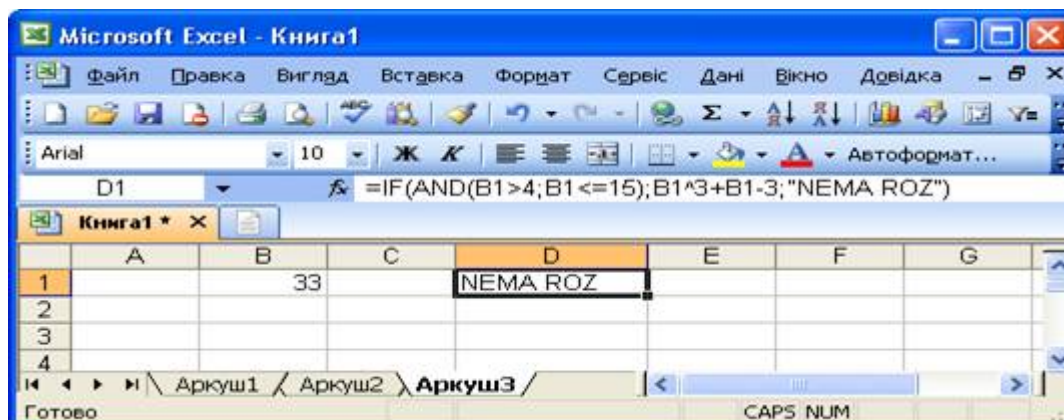 Microsoft Excel - Книга1
Файл Правка Вигляд Вставка Формат Сервіс Дані Вікно Довідка
Arial 10 Ж К Автоформат...
D1 fx =IF(AND(B1>4;B1<=15);B1^3+B1-3;"NEMA ROZ")
Книга1 *
A B C D E F G
1 33 NEMA ROZ
2
3
4
Аркуш1 Аркуш2 Аркуш3
Готово CAPS NUM